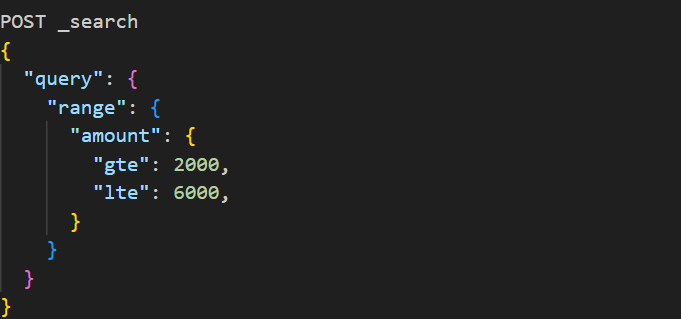 POST _search
{
  "query": {
    "range": {
      "amount": {
        "gte": 2000,
        "lte": 6000,
      }
    }
  }
}